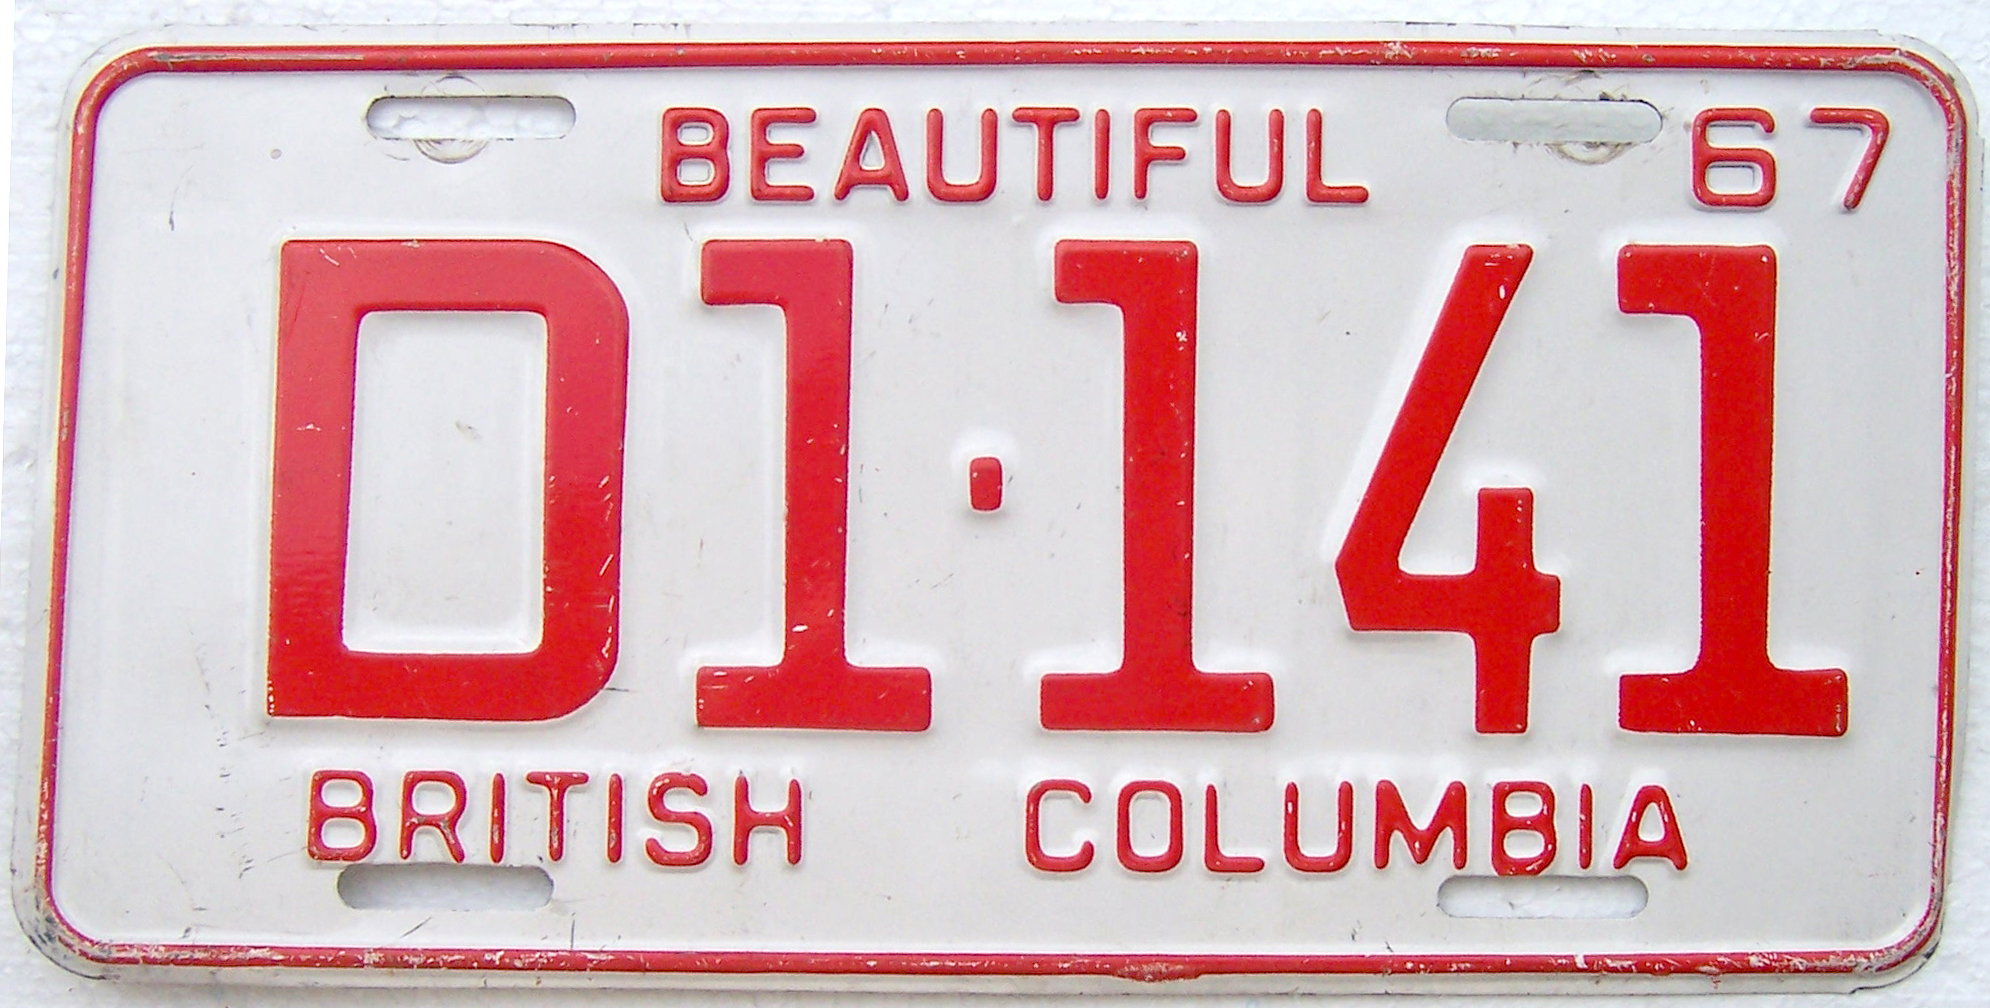 BEAUTIFUL 67
D1·141
BRITISH COLUMBIA